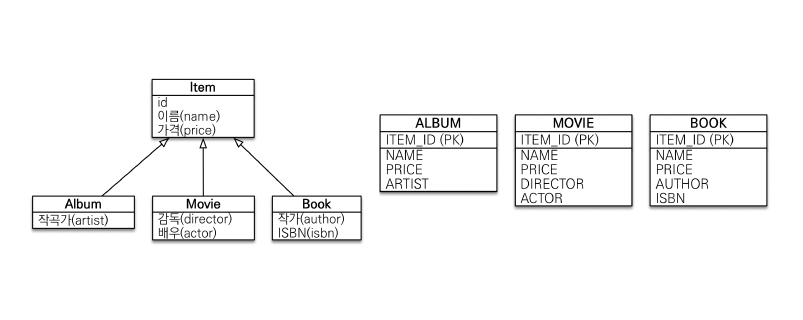 Item
id
이름(name)
가격(price)
Album
작곡가(artist)
Movie
감독(director)
배우(actor)
Book
작가(author)
ISBN(isbn)
ALBUM
ITEM_ID (PK)
NAME
PRICE
ARTIST
MOVIE
ITEM_ID (PK)
NAME
PRICE
DIRECTOR
ACTOR
BOOK
ITEM_ID (PK)
NAME
PRICE
AUTHOR
ISBN